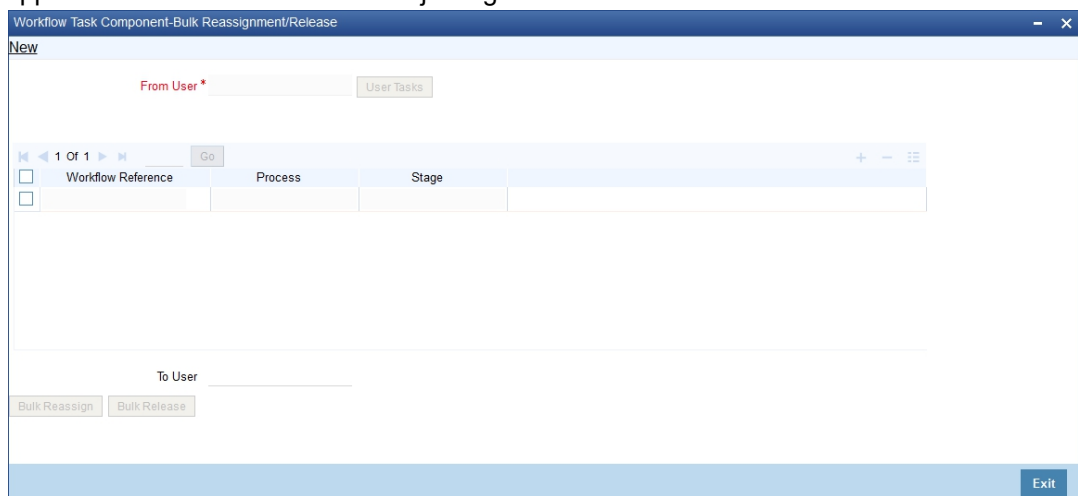 Workflow Task Component-Bulk Reassignment/Release
New
From User * User Tasks
1 Of 1 Go
Workflow Reference Process Stage
To User
Bulk Reassign Bulk Release
Exit